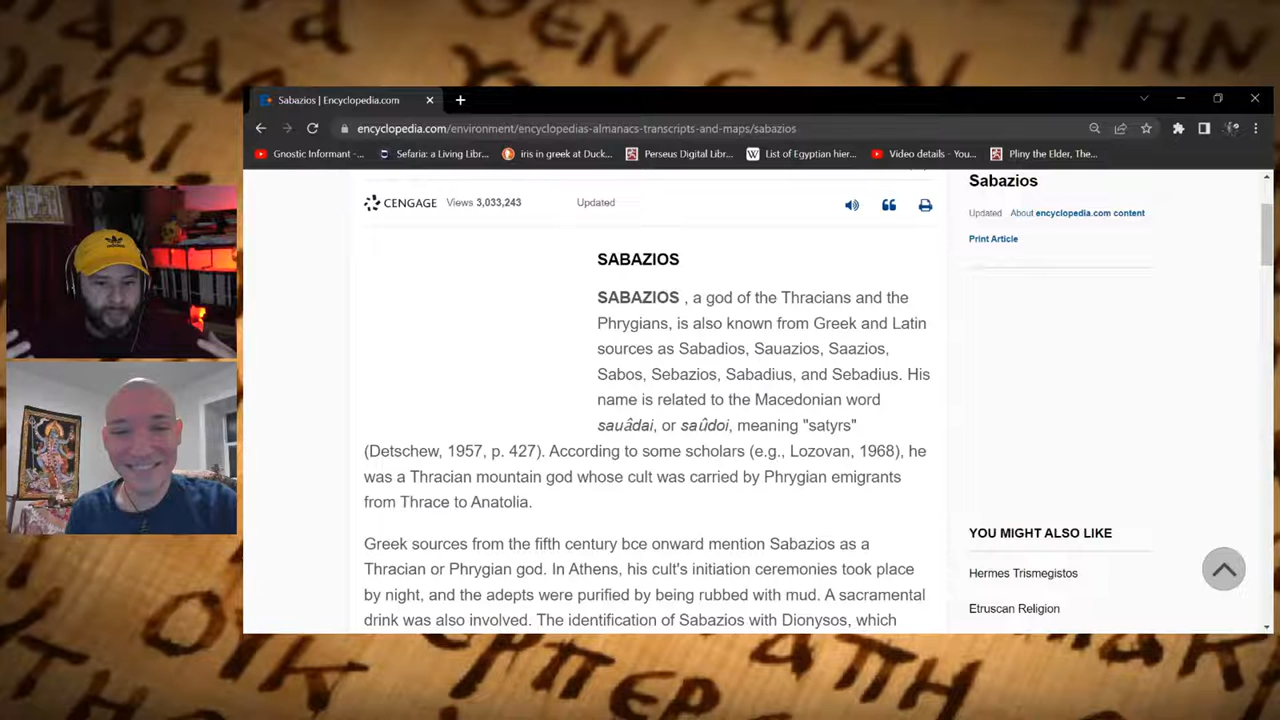 Sabazios | Encyclopedia.com
encyclopedia.com/environment/encyclopedias-almanacs-transcripts-and-maps/sabazios
Gnostic Informant -... Sefaria: a Living Libr... iris in greek at Duck... Perseus Digital Libr... List of Egyptian hier... Video details - You... Pliny the Elder, The...
CENGAGE Views 3,033,243 Updated
SABAZIOS
SABAZIOS , a god of the Thracians and the
Phrygians, is also known from Greek and Latin
sources as Sabadios, Sauazios, Saazios,
Sabos, Sebazios, Sabadius, and Sebadius. His
name is related to the Macedonian word
sauâdai, or saûdoi, meaning "satyrs"
(Detschew, 1957, p. 427). According to some scholars (e.g., Lozovan, 1968), he
was a Thracian mountain god whose cult was carried by Phrygian emigrants
from Thrace to Anatolia.
Greek sources from the fifth century bce onward mention Sabazios as a
Thracian or Phrygian god. In Athens, his cult's initiation ceremonies took place
by night, and the adepts were purified by being rubbed with mud. A sacramental
drink was also involved. The identification of Sabazios with Dionysos, which
Sabazios
Updated About encyclopedia.com content
Print Article
YOU MIGHT ALSO LIKE
Hermes Trismegistos
Etruscan Religion